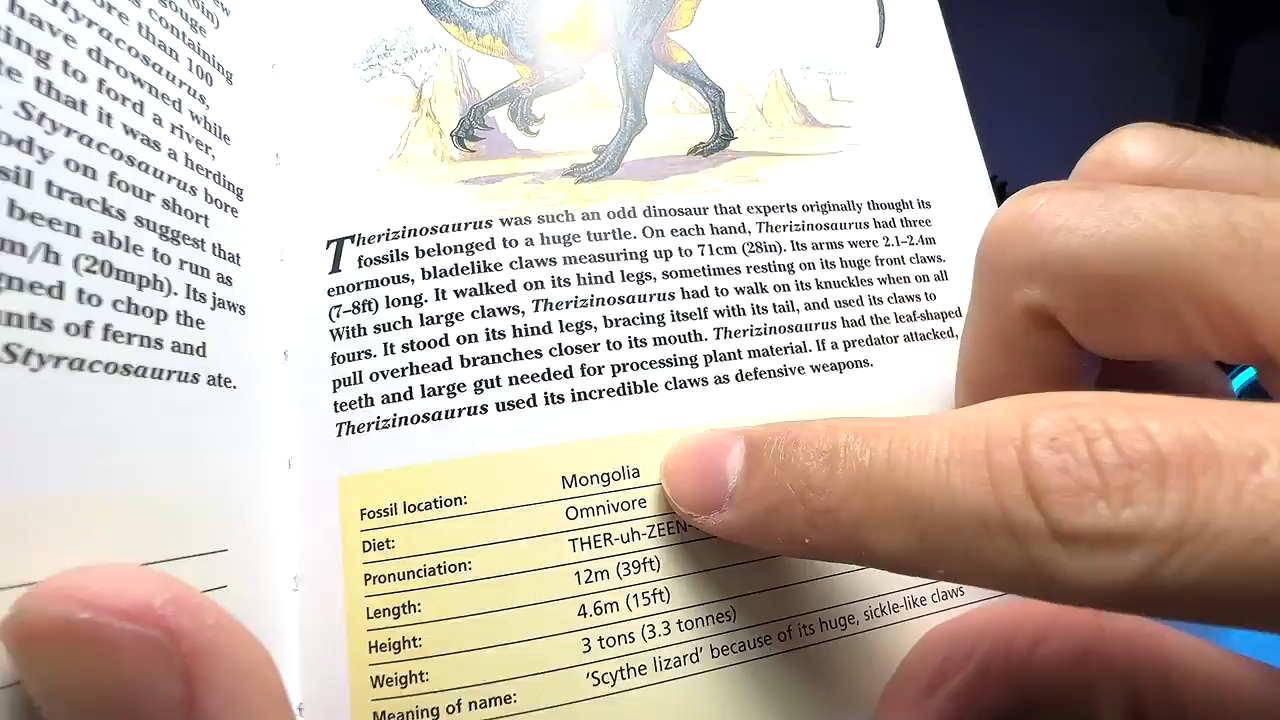 gouge
containing
more than 100
Styracosaurus,
have drowned while
ting to ford a river,
te that it was a herding
Styracosaurus bore
ody on four short
sil tracks suggest that
been able to run as
m/h (20mph). Its jaws
gned to chop the
nts of ferns and
Styracosaurus ate.
Therizinosaurus was such an odd dinosaur that experts originally thought its
fossils belonged to a huge turtle. On each hand, Therizinosaurus had three
enormous, bladelike claws measuring up to 71cm (28in). Its arms were 2.1–2.4m
(7–8ft) long. It walked on its hind legs, sometimes resting on its huge front claws.
With such large claws, Therizinosaurus had to walk on its knuckles when on all
fours. It stood on its hind legs, bracing itself with its tail, and used its claws to
pull overhead branches closer to its mouth. Therizinosaurus had the leaf-shaped
teeth and large gut needed for processing plant material. If a predator attacked,
Therizinosaurus used its incredible claws as defensive weapons.
Fossil location: Mongolia
Diet: Omnivore
Pronunciation: THER-uh-ZEEN-
Length: 12m (39ft)
Height: 4.6m (15ft)
Weight: 3 tons (3.3 tonnes)
Meaning of name: 'Scythe lizard' because of its huge, sickle-like claws